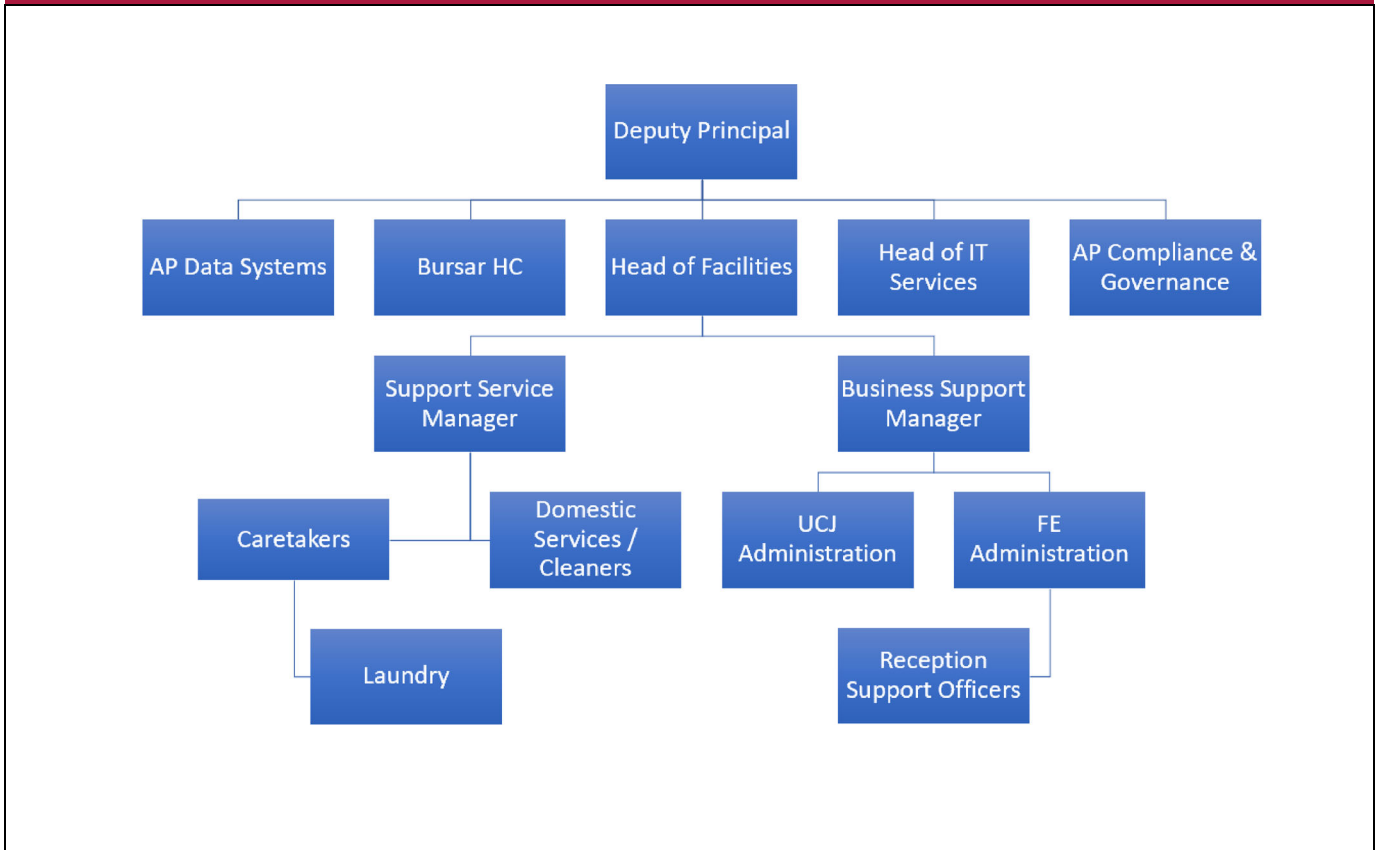 Deputy Principal
AP Data Systems
Bursar HC
Head of Facilities
Head of IT
Services
AP Compliance &
Governance
Support Service
Manager
Business Support
Manager
Caretakers
Domestic
Services /
Cleaners
UCJ
Administration
FE
Administration
Laundry
Reception
Support Officers